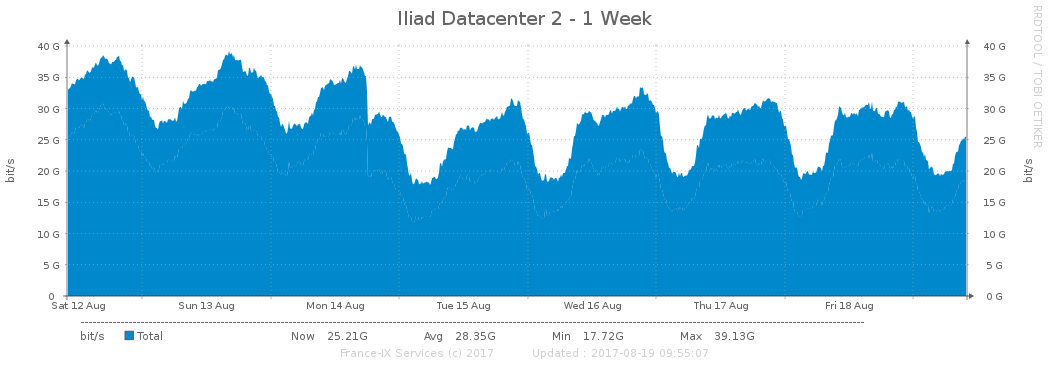 Iliad Datacenter 2 - 1 Week
RRDTOOL / TOBI OETIKER
bit/s
40 G
35 G
30 G
25 G
20 G
15 G
10 G
5 G
0
40 G
35 G
30 G
25 G
20 G
15 G
10 G
5 G
0 G
bit/s
Sat 12 Aug Sun 13 Aug Mon 14 Aug Tue 15 Aug Wed 16 Aug Thu 17 Aug Fri 18 Aug
bit/s Total Now 25.21G Avg 28.35G Min 17.72G Max 39.13G
France-IX Services (c) 2017 Updated : 2017-08-19 09:55:07